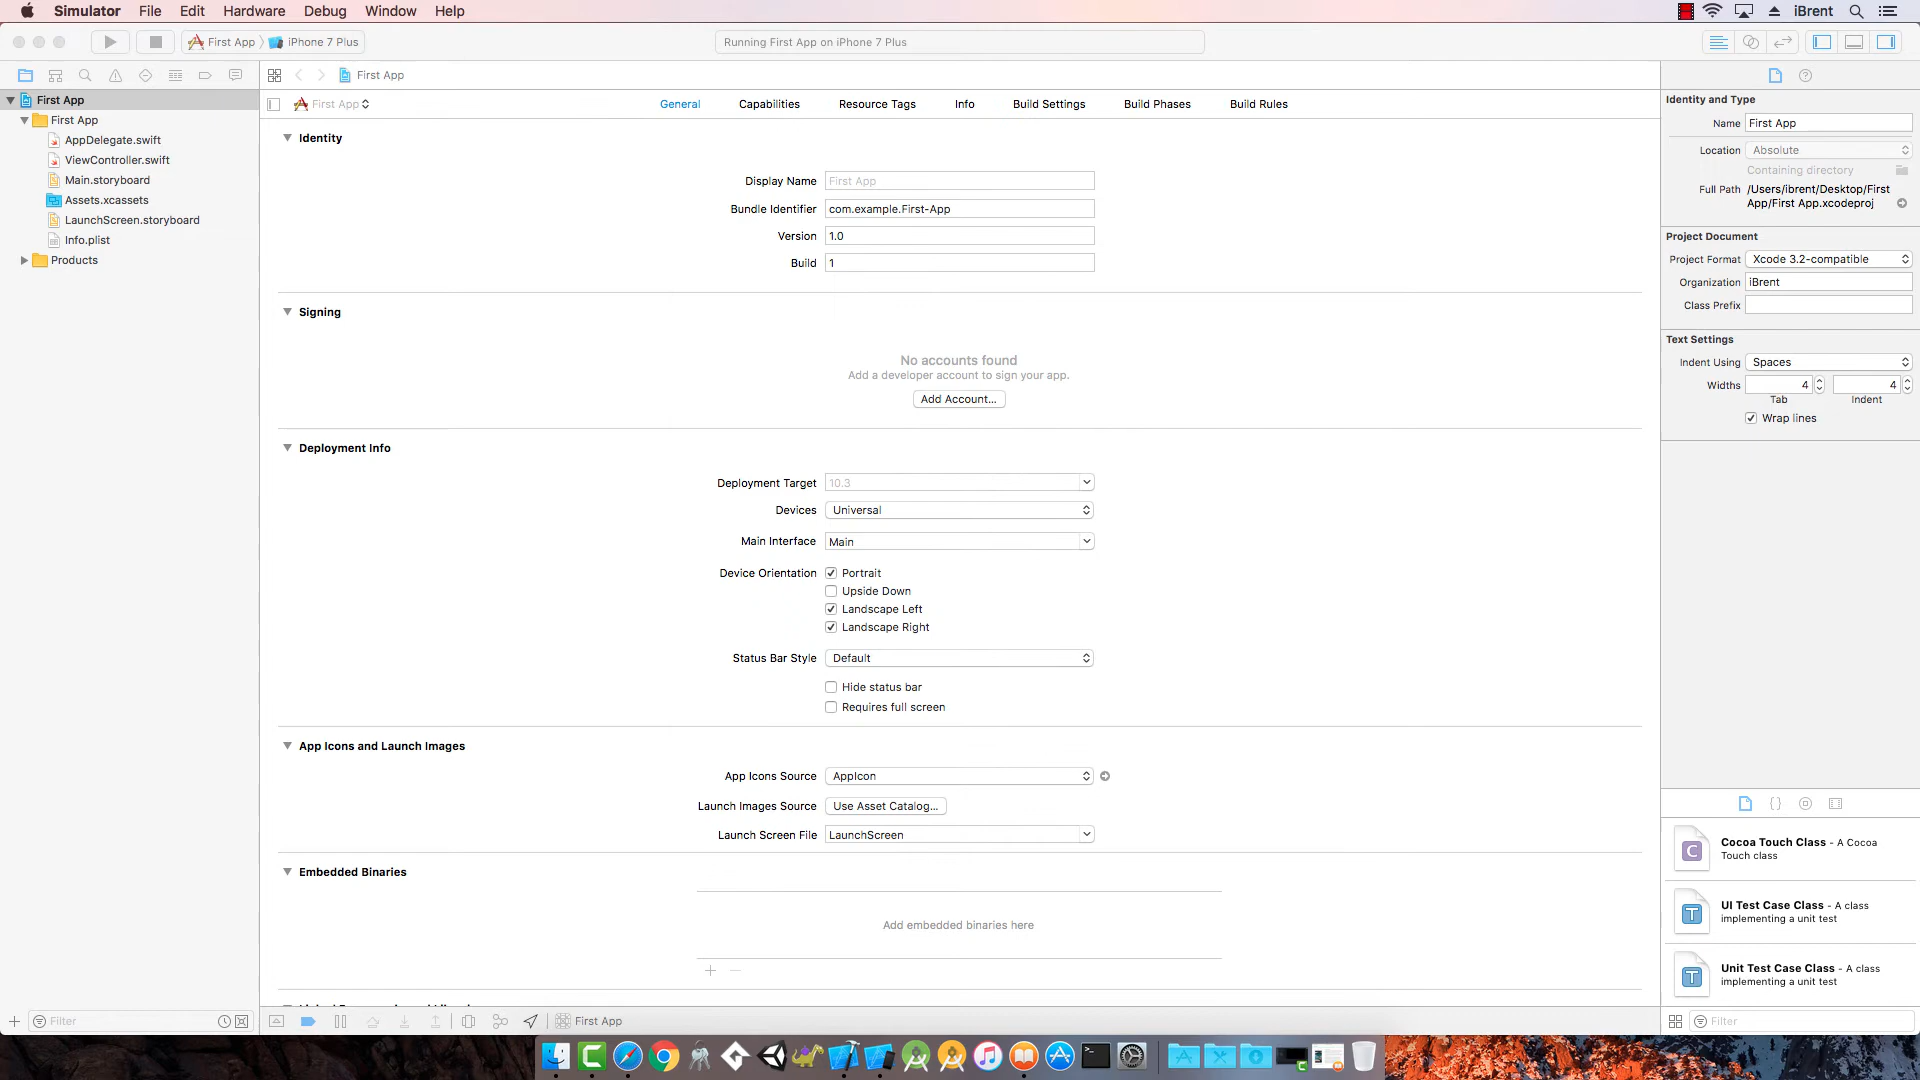 Simulator File Edit Hardware Debug Window Help iBrent
First App iPhone 7 Plus Running First App on iPhone 7 Plus
First App
First App General Capabilities Resource Tags Info Build Settings Build Phases Build Rules
First App
First App
AppDelegate.swift
ViewController.swift
Main.storyboard
Assets.xcassets
LaunchScreen.storyboard
Info.plist
Products
Identity
Display Name First App
Bundle Identifier com.example.First-App
Version 1.0
Build 1
Signing
No accounts found
Add a developer account to sign your app.
Add Account...
Deployment Info
Deployment Target 10.3
Devices Universal
Main Interface Main
Device Orientation Portrait
Upside Down
Landscape Left
Landscape Right
Status Bar Style Default
Hide status bar
Requires full screen
App Icons and Launch Images
App Icons Source AppIcon
Launch Images Source Use Asset Catalog...
Launch Screen File LaunchScreen
Embedded Binaries
Add embedded binaries here
Identity and Type
Name First App
Location Absolute
Containing directory
Full Path /Users/ibrent/Desktop/First
App/First App.xcodeproj
Project Document
Project Format Xcode 3.2-compatible
Organization iBrent
Class Prefix
Text Settings
Indent Using Spaces
Widths 4 4
Tab Indent
Wrap lines
Cocoa Touch Class - A Cocoa
Touch class
UI Test Case Class - A class
implementing a unit test
Unit Test Case Class - A class
implementing a unit test
Filter
First App
Filter